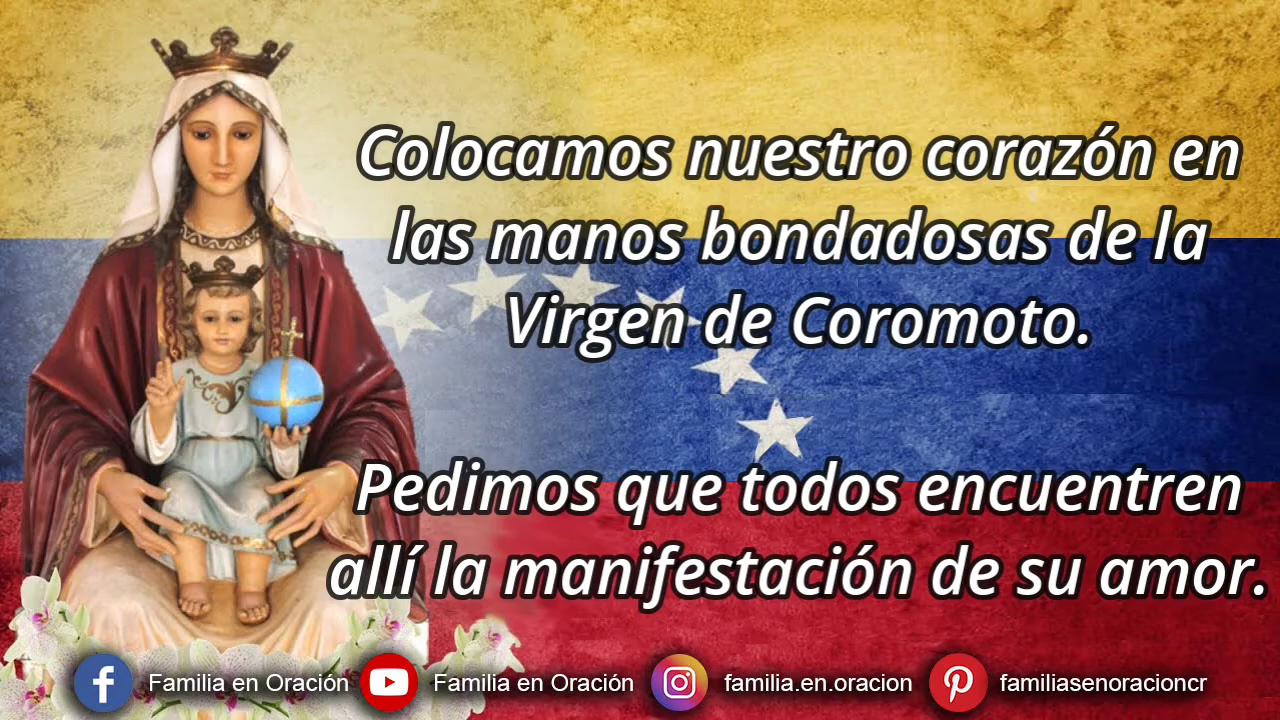 Colocamos nuestro corazón en
las manos bondadosas de la
Virgen de Coromoto.
Pedimos que todos encuentren
allí la manifestación de su amor.
Familia en Oración
Familia en Oración
familia.en.oracion
familiasenoracioncr